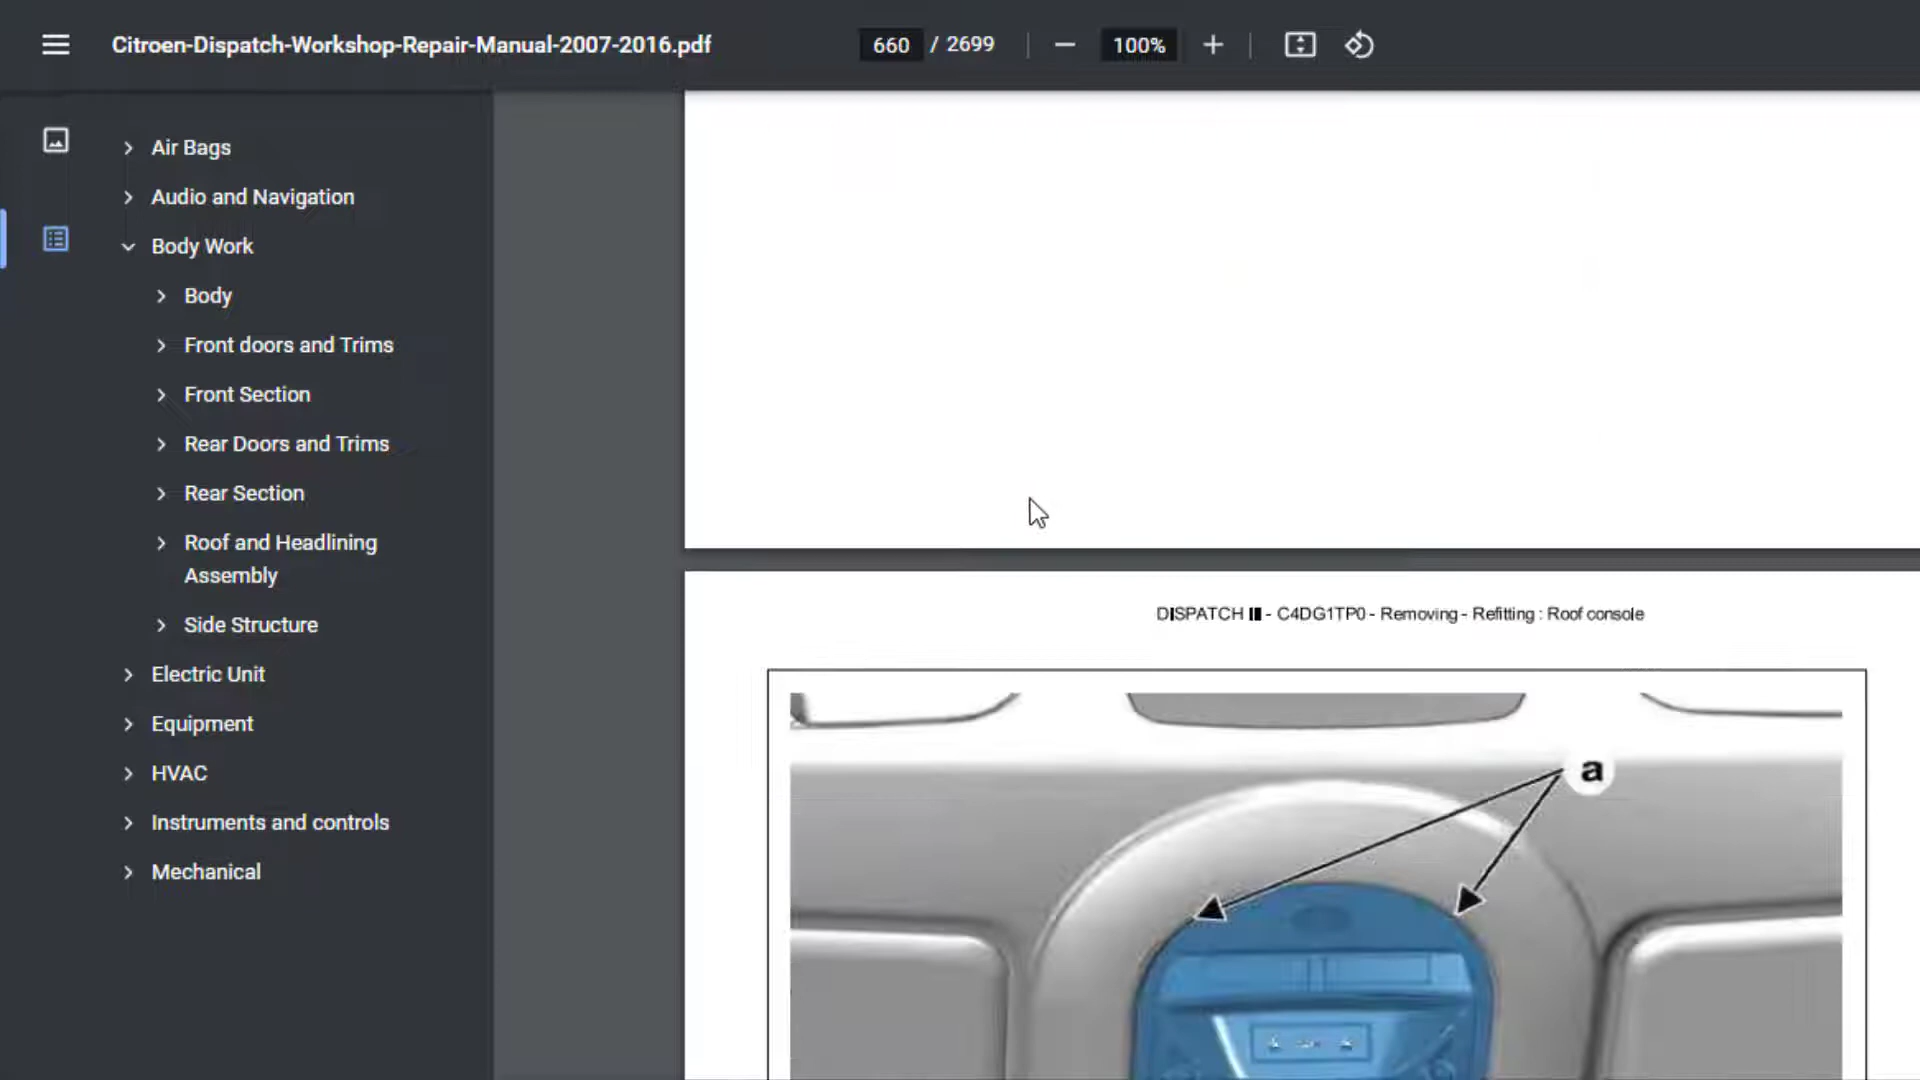 Citroen-Dispatch-Workshop-Repair-Manual-2007-2016.pdf
660 / 2699
100%
Air Bags
Audio and Navigation
Body Work
Body
Front doors and Trims
Front Section
Rear Doors and Trims
Rear Section
Roof and Headlining
Assembly
Side Structure
Electric Unit
Equipment
HVAC
Instruments and controls
Mechanical
DISPATCH III - C4DG1TP0 - Removing - Refitting : Roof console
a